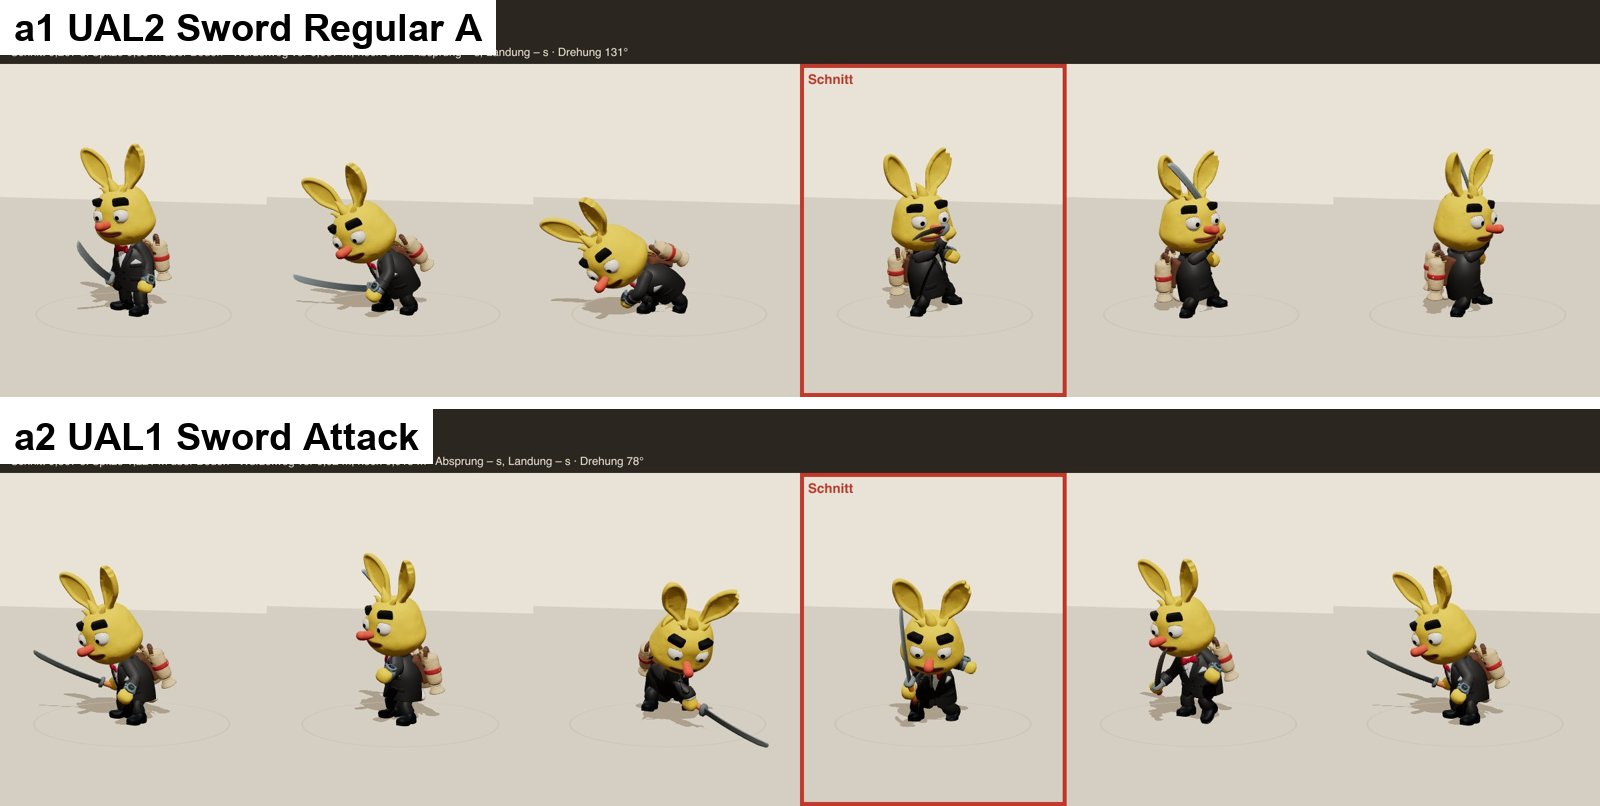 a1 UAL2 Sword Regular A
Landung – s · Drehung 131°
Schnitt
a2 UAL1 Sword Attack
Absprung – s, Landung – s · Drehung 78°
Schnitt